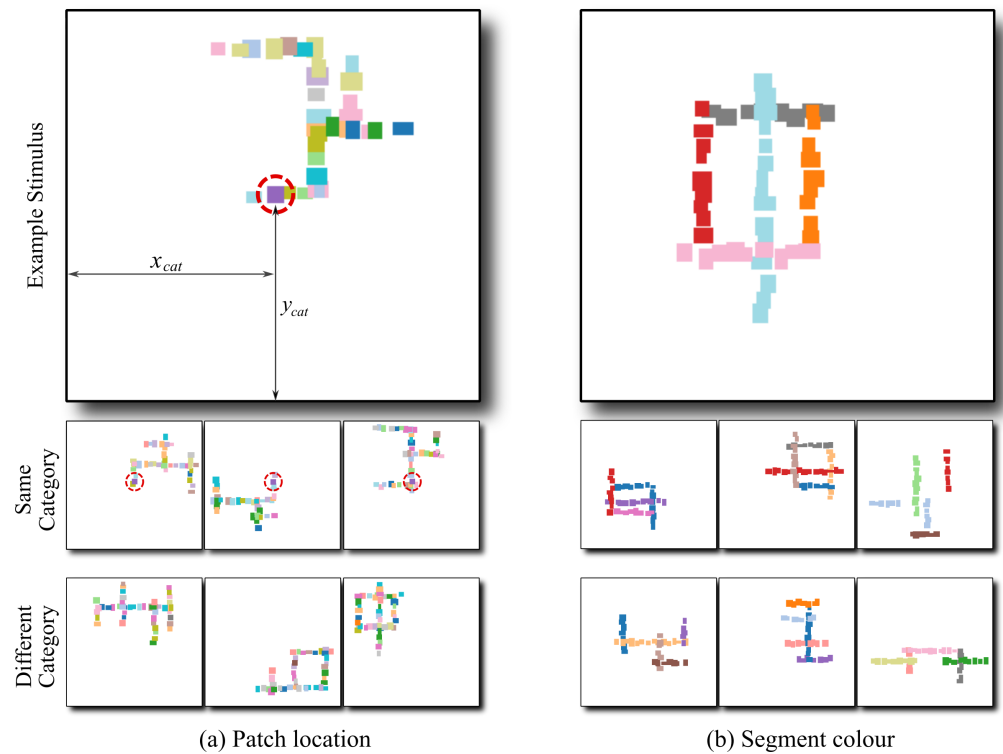 Example Stimulus
x_cat
y_cat
Same
Category
Different
Category
(a) Patch location
(b) Segment colour